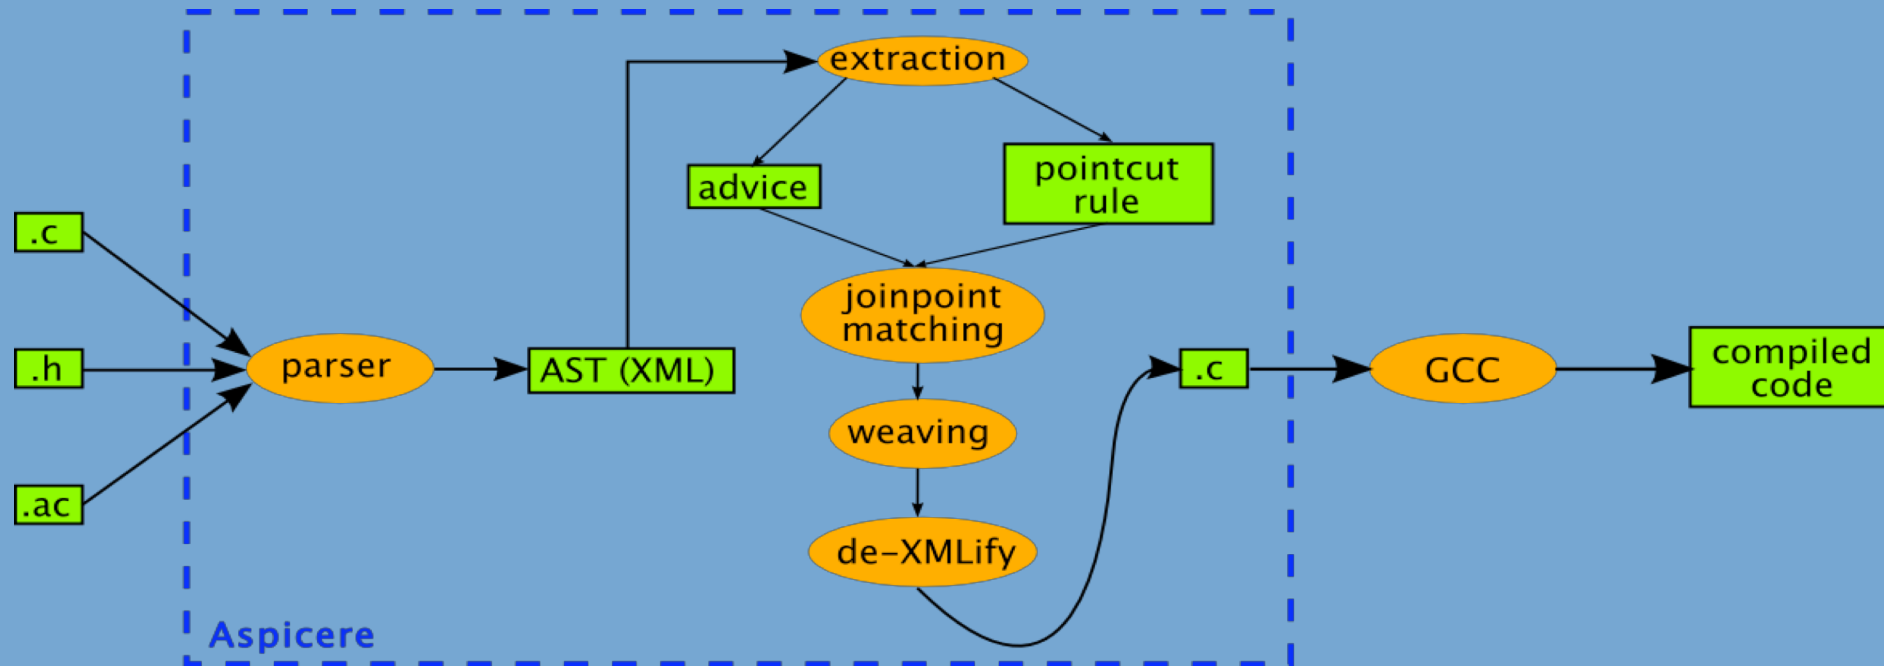 extraction
advice
pointcut
rule
.c
joinpoint
matching
.h
parser
AST (XML)
.c
GCC
compiled
code
weaving
.ac
de-XMLify
Aspicere